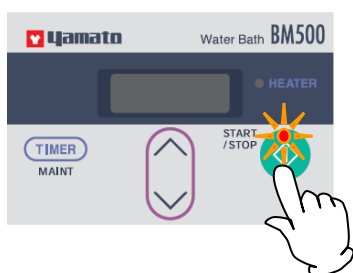 yamato
Water Bath BM500
HEATER
START
/STOP
TIMER
MAINT